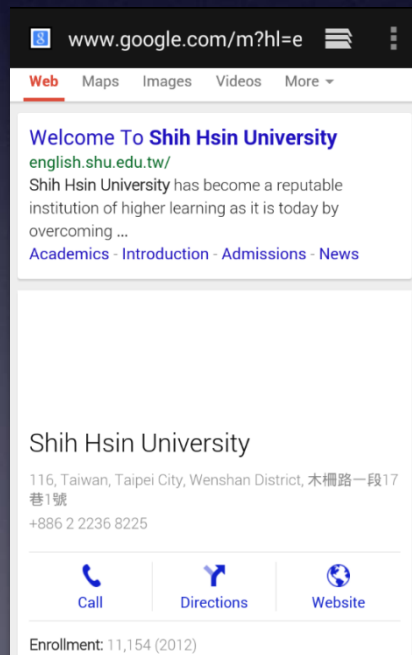 8 www.google.com/m?hl=e
Web Maps Images Videos More
Welcome To Shih Hsin University
english.shu.edu.tw/
Shih Hsin University has become a reputable
institution of higher learning as it is today by
overcoming ...
Academics - Introduction - Admissions - News
Shih Hsin University
116, Taiwan, Taipei City, Wenshan District, 木柵路一段17
巷1號
+886 2 2236 8225
Call Directions Website
Enrollment: 11,154 (2012)